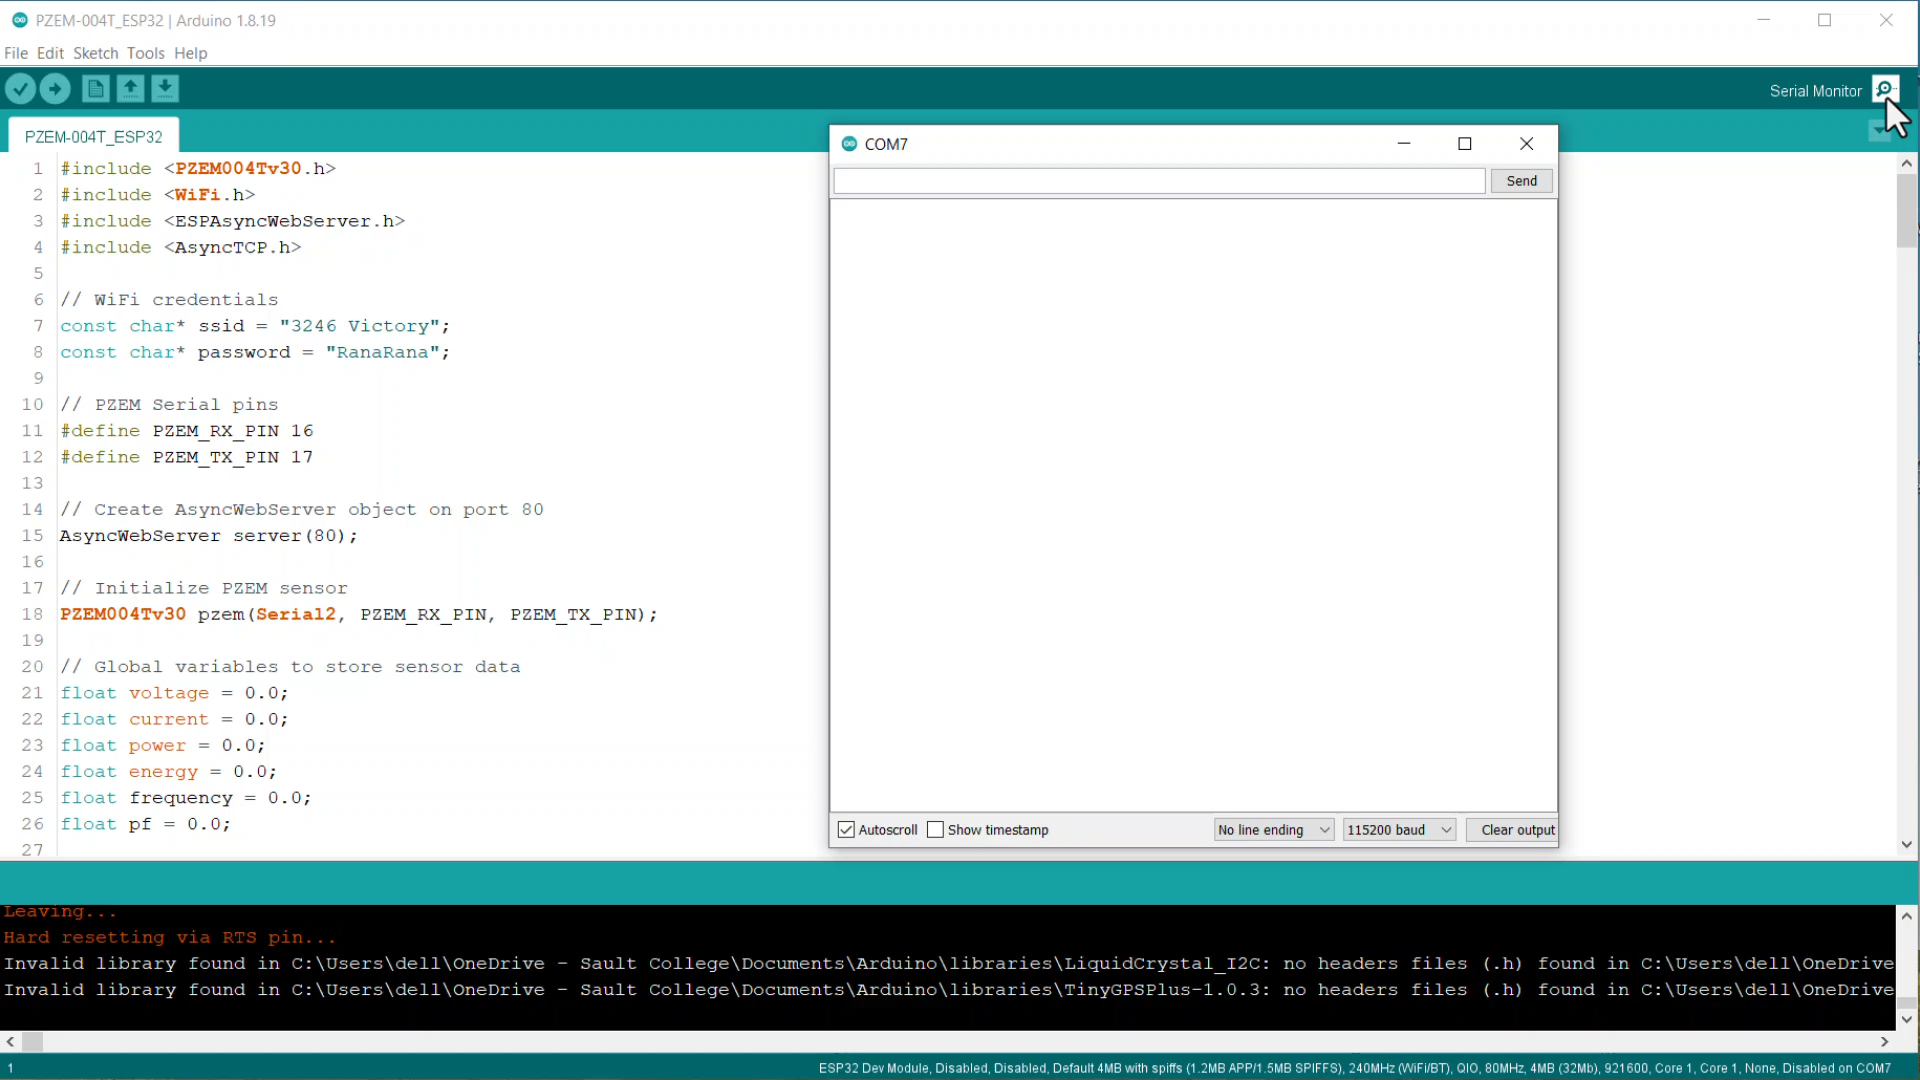 PZEM-004T_ESP32 | Arduino 1.8.19
File Edit Sketch Tools Help
Serial Monitor
PZEM-004T_ESP32
1 #include <PZEM004Tv30.h>
2 #include <WiFi.h>
3 #include <ESPAsyncWebServer.h>
4 #include <AsyncTCP.h>
5
6 // WiFi credentials
7 const char* ssid = "3246 Victory";
8 const char* password = "RanaRana";
9
10 // PZEM Serial pins
11 #define PZEM_RX_PIN 16
12 #define PZEM_TX_PIN 17
13
14 // Create AsyncWebServer object on port 80
15 AsyncWebServer server(80);
16
17 // Initialize PZEM sensor
18 PZEM004Tv30 pzem(Serial2, PZEM_RX_PIN, PZEM_TX_PIN);
19
20 // Global variables to store sensor data
21 float voltage = 0.0;
22 float current = 0.0;
23 float power = 0.0;
24 float energy = 0.0;
25 float frequency = 0.0;
26 float pf = 0.0;
27
COM7
Send
Autoscroll Show timestamp No line ending 115200 baud Clear output
Leaving...
Hard resetting via RTS pin...
Invalid library found in C:\Users\dell\OneDrive - Sault College\Documents\Arduino\libraries\LiquidCrystal_I2C: no headers files (.h) found in C:\Users\dell\OneDrive
Invalid library found in C:\Users\dell\OneDrive - Sault College\Documents\Arduino\libraries\TinyGPSPlus-1.0.3: no headers files (.h) found in C:\Users\dell\OneDrive
1 ESP32 Dev Module, Disabled, Disabled, Default 4MB with spiffs (1.2MB APP/1.5MB SPIFFS), 240MHz (WiFi/BT), QIO, 80MHz, 4MB (32Mb), 921600, Core 1, Core 1, None, Disabled on COM7